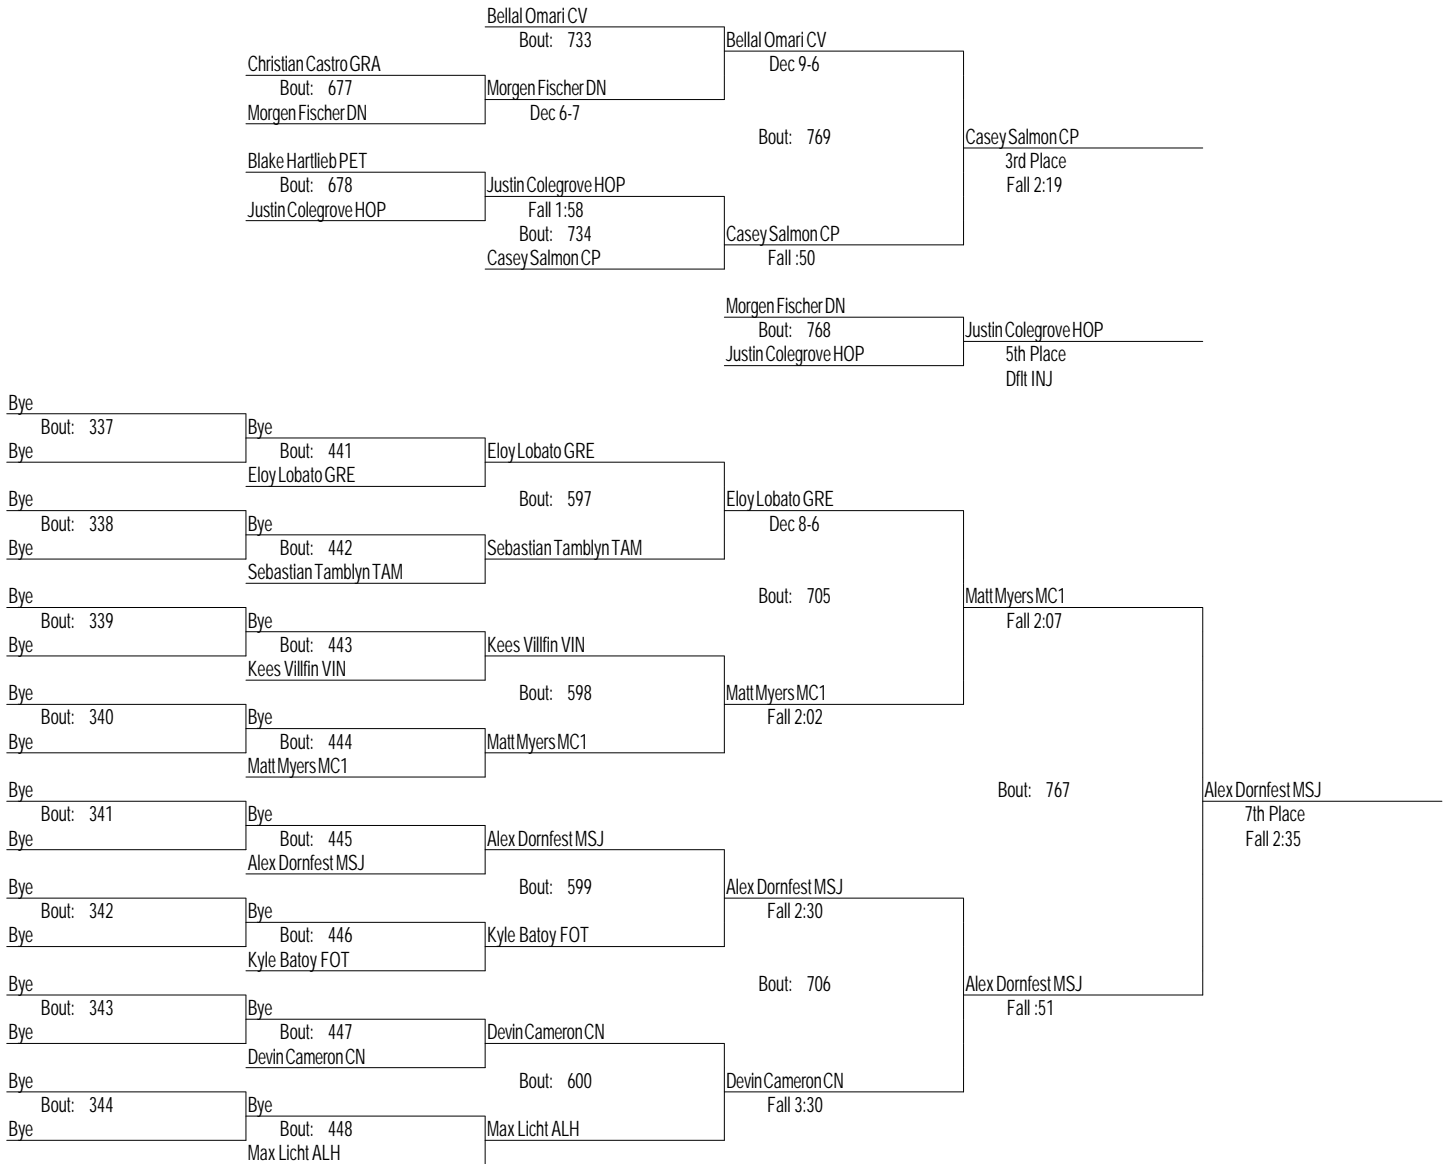 Bellal Omari CV
Bout: 733
Bellal Omari CV
Christian Castro GRA
Dec 9-6
Bout: 677
Morgen Fischer DN
Morgen Fischer DN
Dec 6-7
Bout: 769
Casey Salmon CP
Blake Hartlieb PET
3rd Place
Bout: 678
Justin Colegrove HOP
Fall 2:19
Justin Colegrove HOP
Fall 1:58
Bout: 734
Casey Salmon CP
Casey Salmon CP
Fall :50
Morgen Fischer DN
Bout: 768
Justin Colegrove HOP
Justin Colegrove HOP
5th Place
Dflt INJ
Bye
Bout: 337
Bye
Bye
Bout: 441
Eloy Lobato GRE
Eloy Lobato GRE
Bye
Bout: 597
Eloy Lobato GRE
Bout: 338
Bye
Dec 8-6
Bye
Bout: 442
Sebastian Tamblyn TAM
Sebastian Tamblyn TAM
Bye
Bout: 705
Matt Myers MC1
Bout: 339
Bye
Fall 2:07
Bye
Bout: 443
Kees Villfin VIN
Kees Villfin VIN
Bye
Bout: 598
Matt Myers MC1
Bout: 340
Bye
Fall 2:02
Bye
Bout: 444
Matt Myers MC1
Matt Myers MC1
Bye
Bout: 767
Alex Dornfest MSJ
Bout: 341
Bye
7th Place
Bye
Bout: 445
Alex Dornfest MSJ
Fall 2:35
Alex Dornfest MSJ
Bye
Bout: 599
Alex Dornfest MSJ
Bout: 342
Bye
Fall 2:30
Bye
Bout: 446
Kyle Batoy FOT
Kyle Batoy FOT
Bye
Bout: 706
Alex Dornfest MSJ
Bout: 343
Bye
Fall :51
Bye
Bout: 447
Devin Cameron CN
Devin Cameron CN
Bye
Bout: 600
Devin Cameron CN
Bout: 344
Bye
Fall 3:30
Bye
Bout: 448
Max Licht ALH
Max Licht ALH